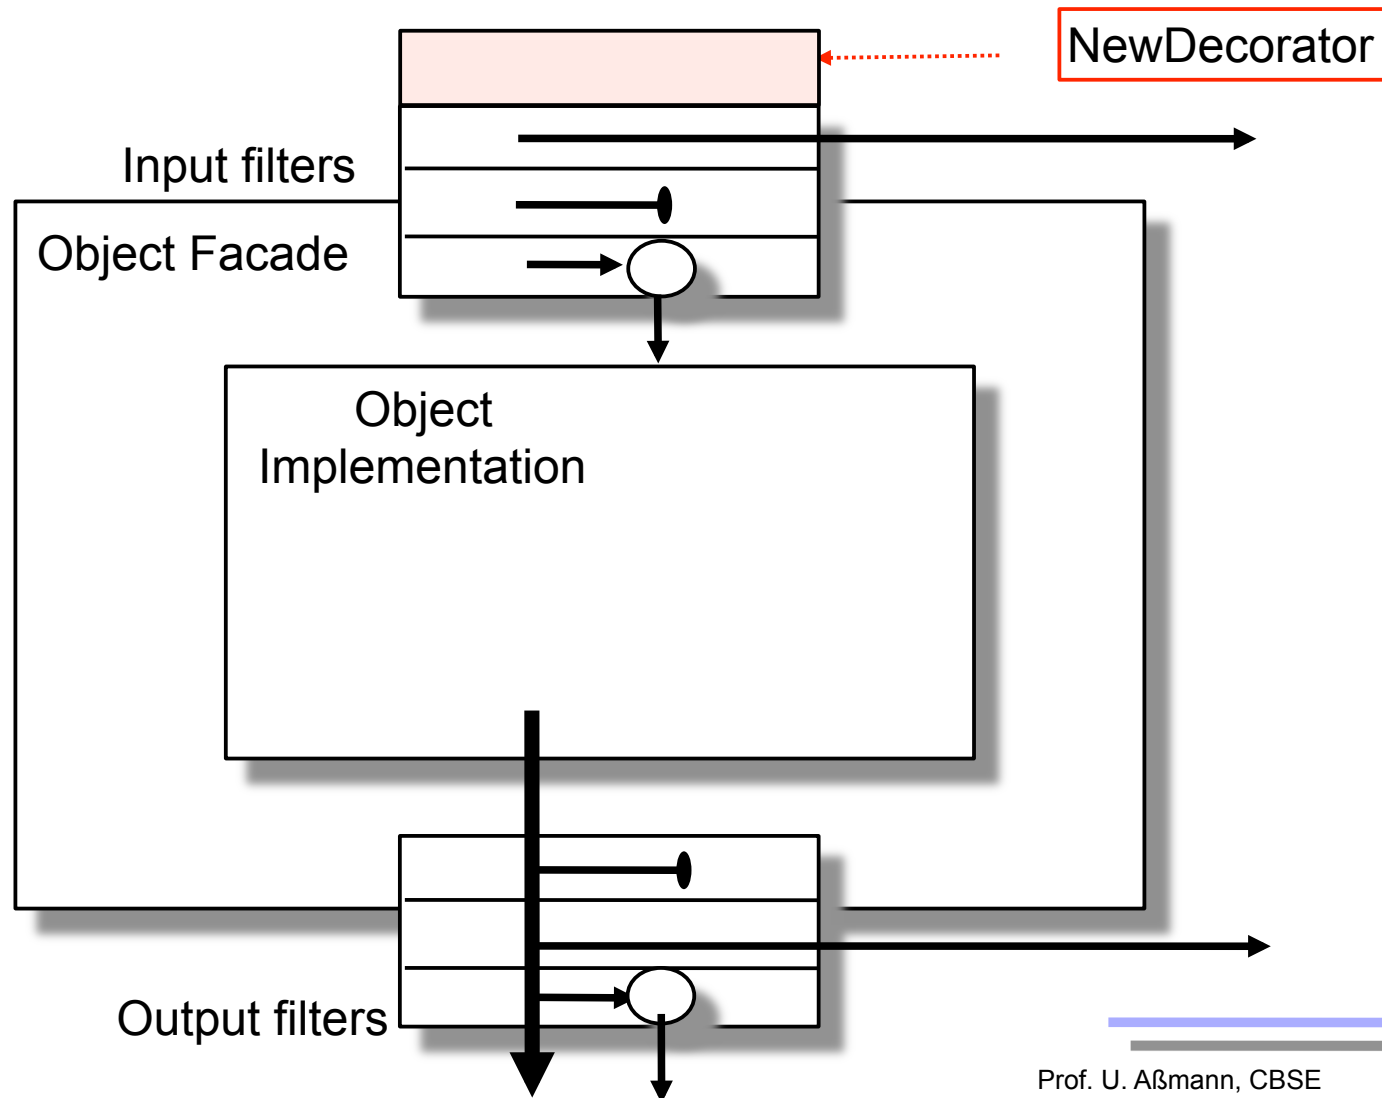 NewDecorator
Input filters
Object Facade
Object
Implementation
Output filters
Prof. U. Aßmann, CBSE